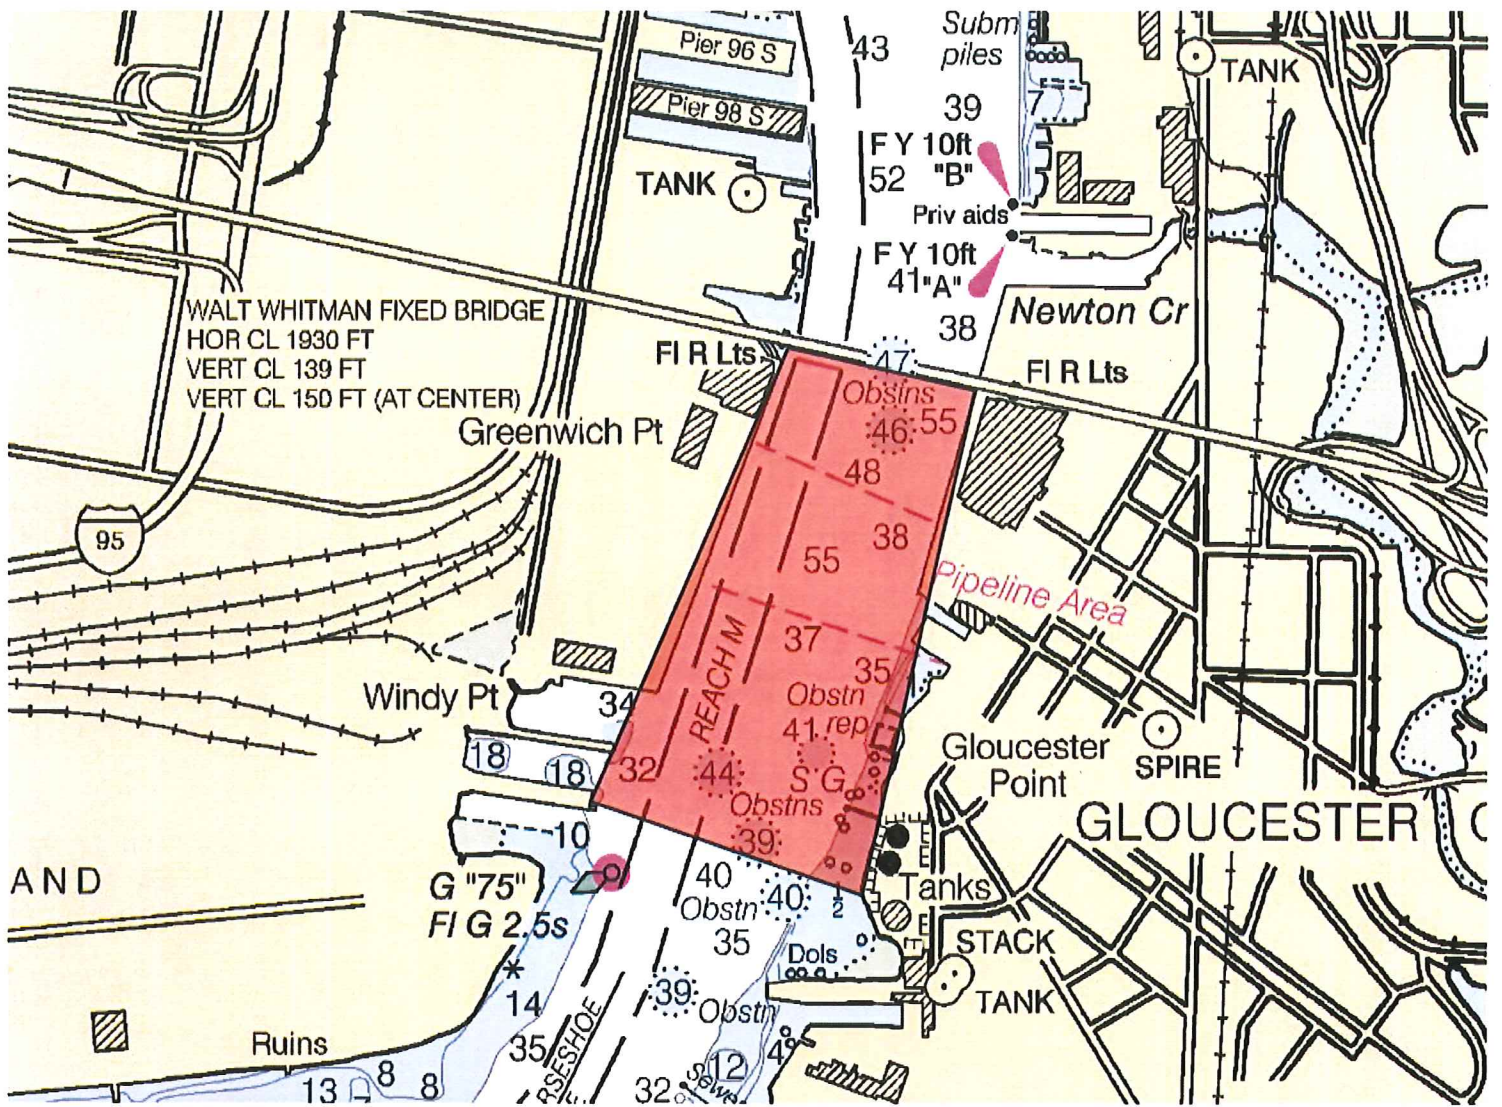 Pier 96 S
43
Subm
piles
TANK
Pier 98 S
39
7
F Y 10ft
"B"
52
TANK
Priv aids
F Y 10ft
41 "A"
Newton Cr
38
WALT WHITMAN FIXED BRIDGE
HOR CL 1930 FT
VERT CL 139 FT
VERT CL 150 FT (AT CENTER)
Fl R Lts
47
Fl R Lts
Obstns
55
46
Greenwich Pt
48
95
38
55
Pipeline Area
REACH M
37
35
Windy Pt
34
Obstn
rep
41
Gloucester
Point
SPIRE
18
18
32
44
S G
Obstns
GLOUCESTER
C
10
39
AND
G "75"
Fl G 2.5s
40
40
Tanks
2
Obstn
35
STACK
Dols
14
39
Obstn
TANK
Ruins
35
RSESHOE
4
12
8
8
13
32
Sewe